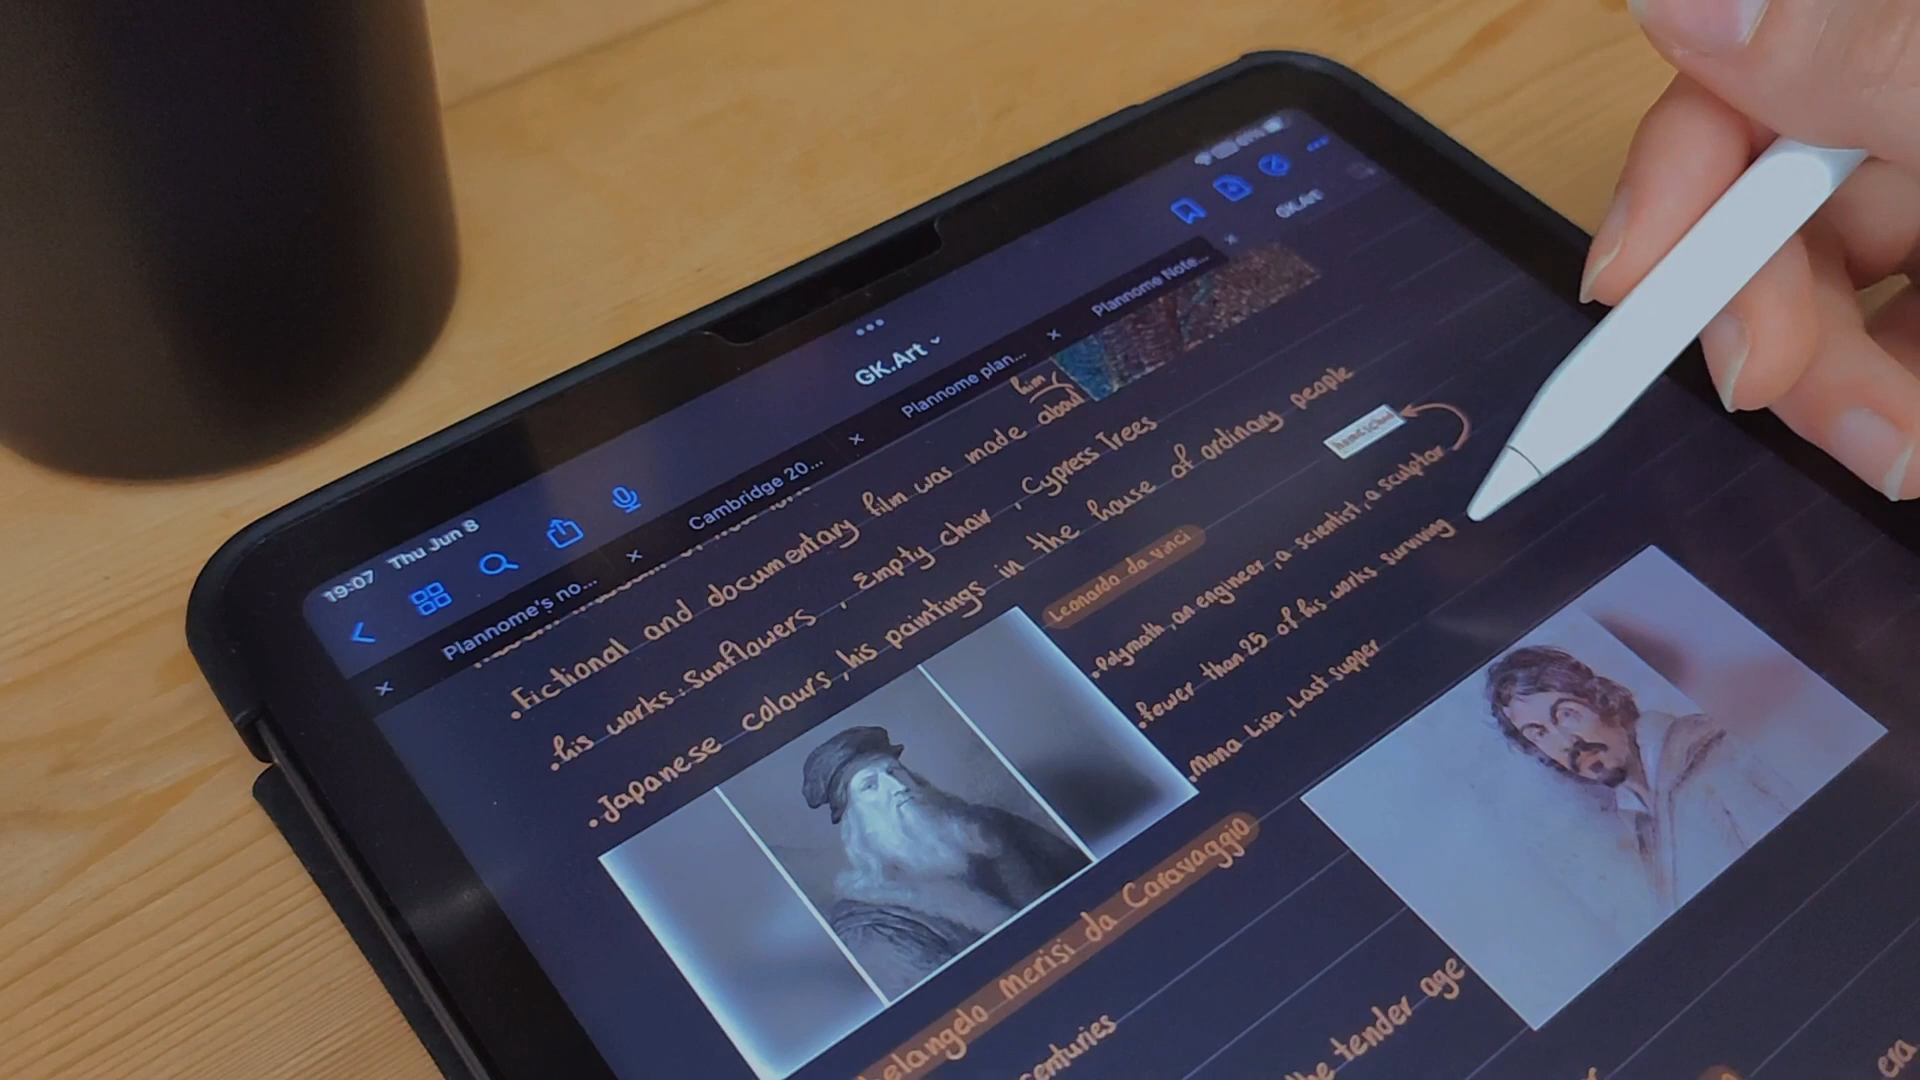 19:07 Thu Jun 8
GK.Art
GK.Art
Plannome's no...
Cambridge 20...
Plannome plan...
Plannome Note...
him
.Fictional and documentary film was made about
.his works: Sunflowers, Empty chair, Cypress Trees
.Japanese colours, his paintings in the house of ordinary people
Leonardo da Vinci
.Polymath, an engineer, a scientist, a sculptor
.Fewer than 25 of his works surviving
.Mona Lisa, Last supper
helangelo Merisi da Caravaggio
centuries
the tender age
era